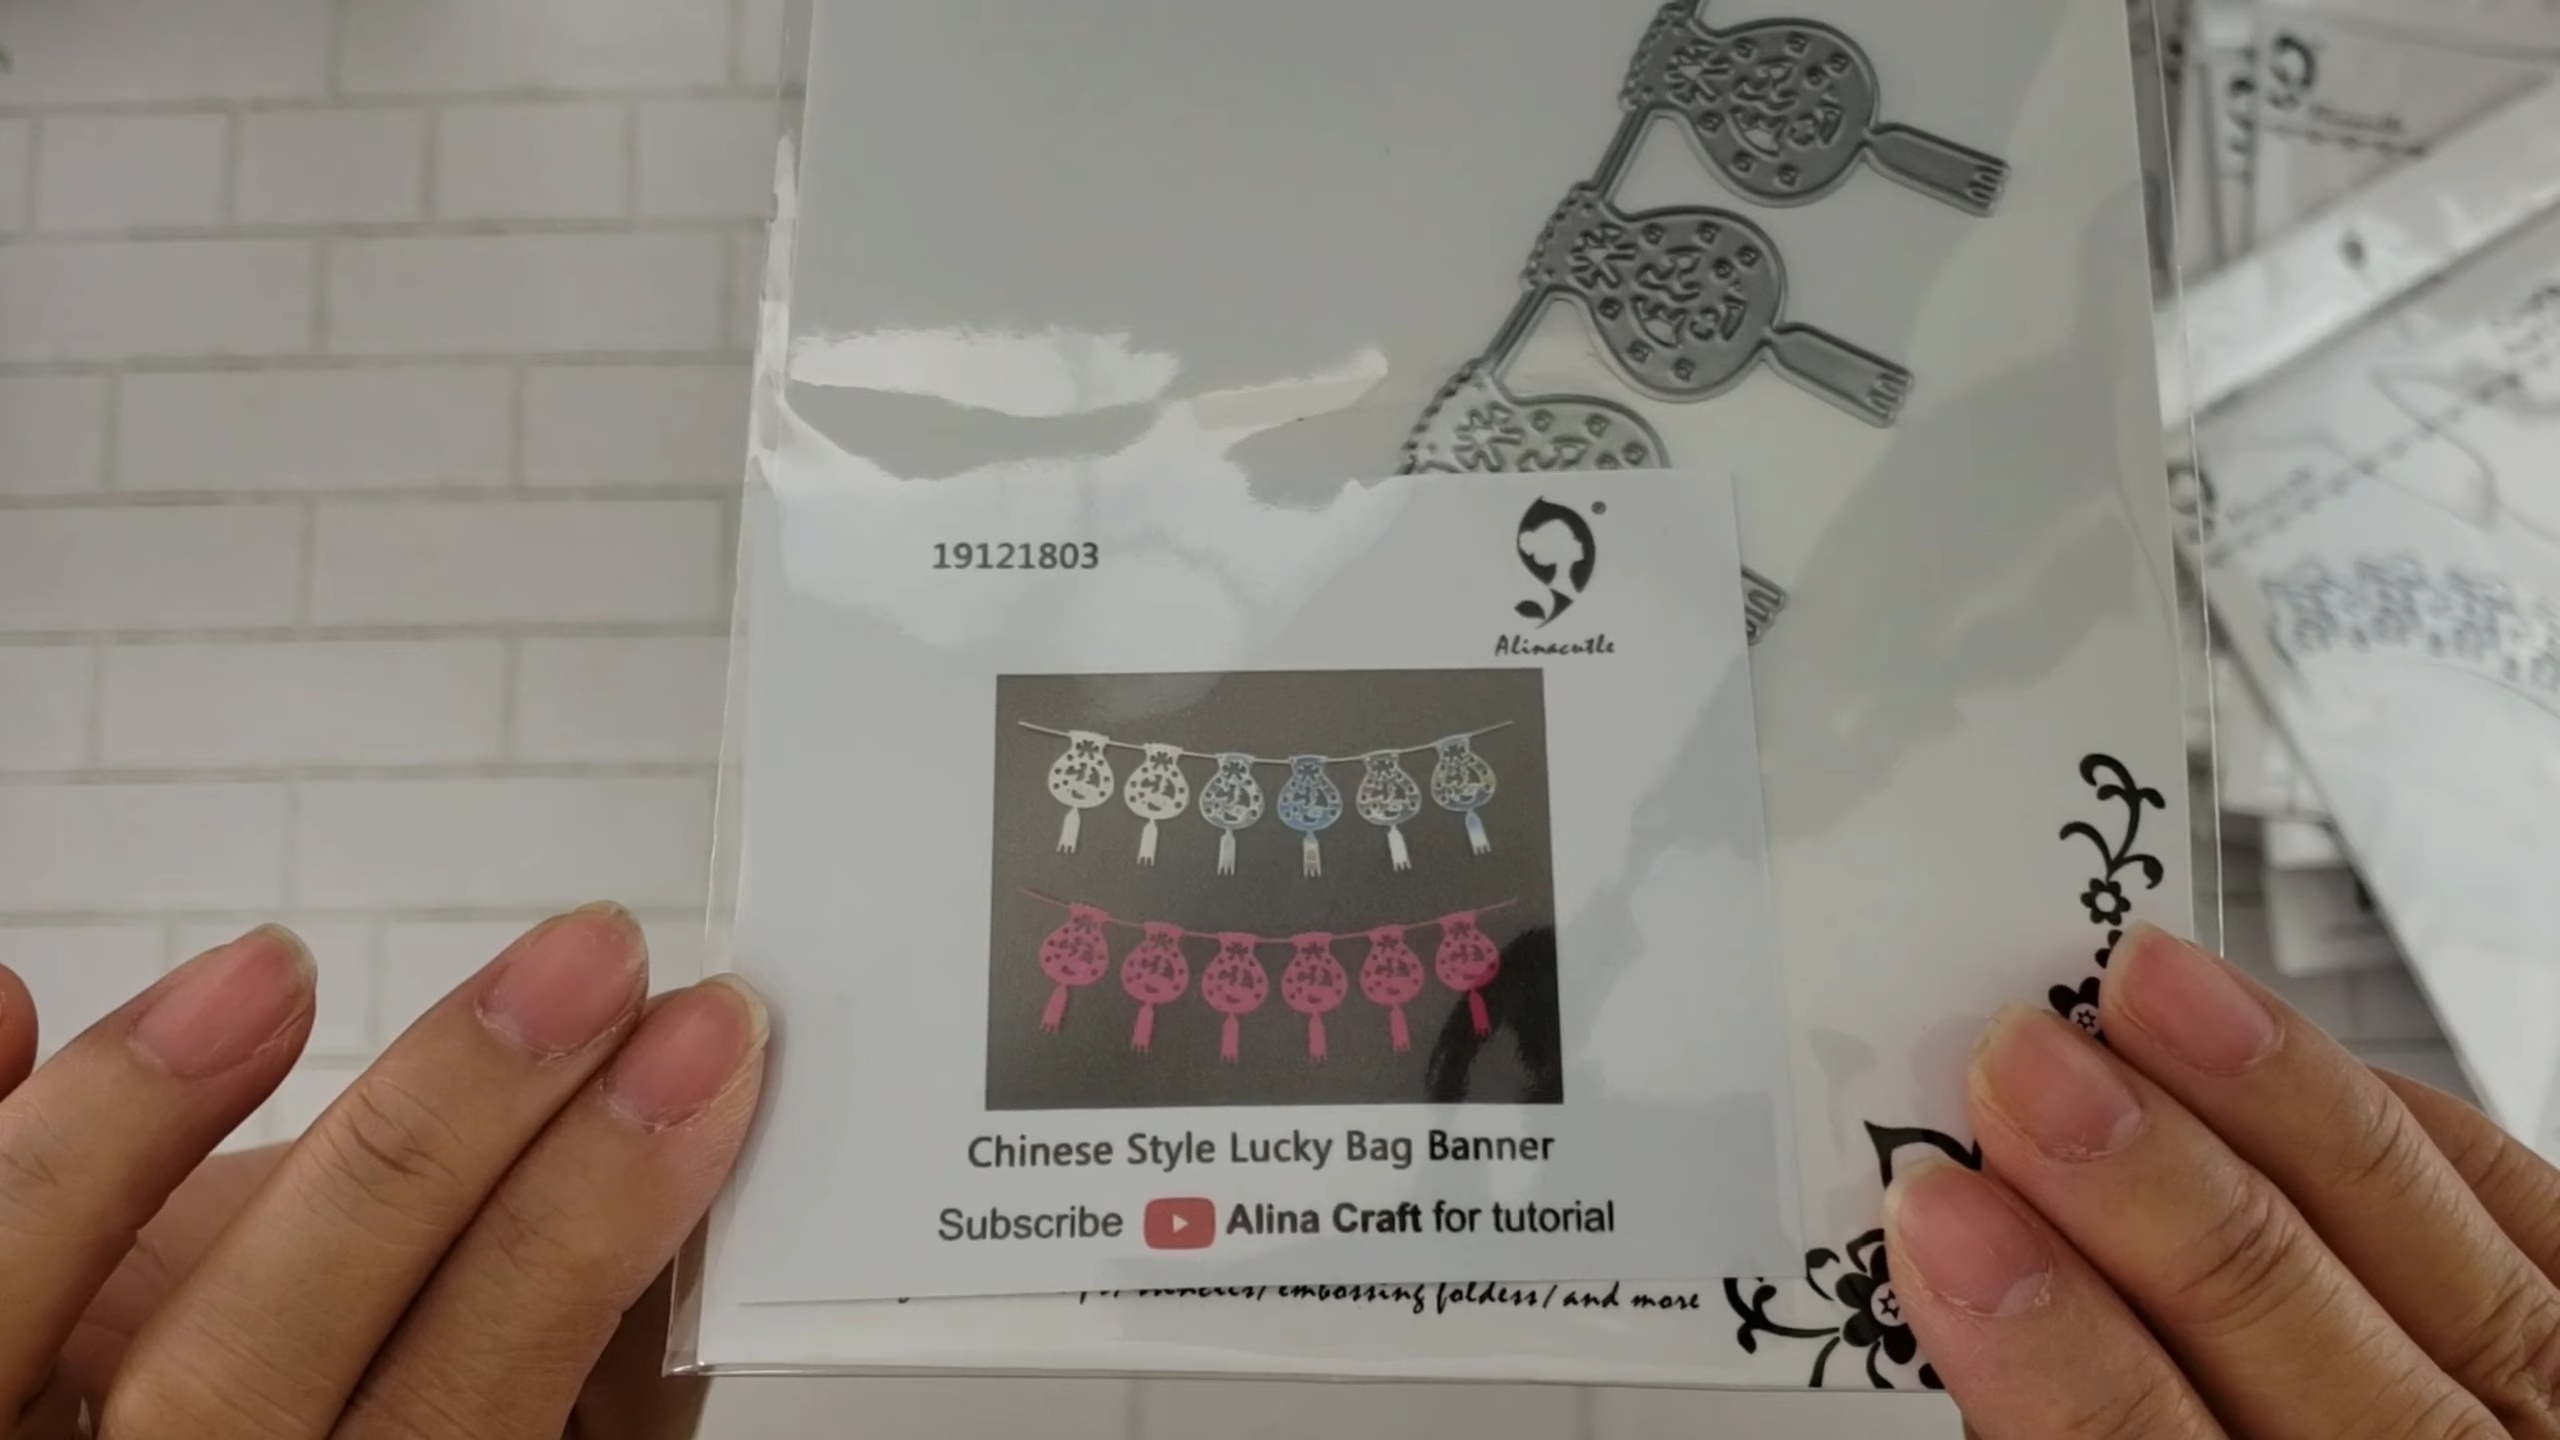 19121803
®
Alinacutle
Chinese Style Lucky Bag Banner
Subscribe Alina Craft for tutorial
embossing foldess/and more